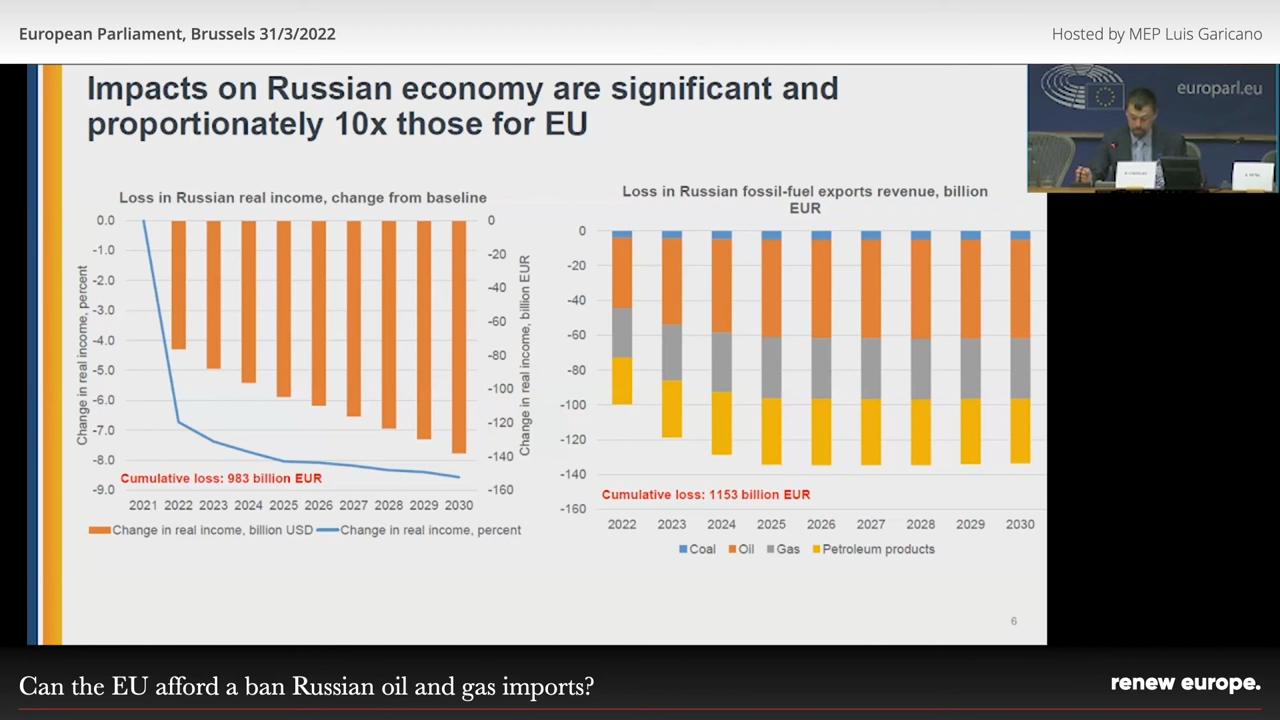 European Parliament, Brussels 31/3/2022
Hosted by MEP Luis Garicano
Impacts on Russian economy are significant and
proportionately 10x those for EU
europarl.eu
Loss in Russian real income, change from baseline
Change in real income, percent
0.0
-1.0
-2.0
-3.0
-4.0
-5.0
-6.0
-7.0
-8.0
-9.0
0
-20
-40
-60
-80
-100
-120
-140
-160
Change in real income, billion EUR
Cumulative loss: 983 billion EUR
2021 2022 2023 2024 2025 2026 2027 2028 2029 2030
Change in real income, billion USD Change in real income, percent
Loss in Russian fossil-fuel exports revenue, billion
EUR
0
-20
-40
-60
-80
-100
-120
-140
-160
Cumulative loss: 1153 billion EUR
2022 2023 2024 2025 2026 2027 2028 2029 2030
Coal Oil Gas Petroleum products
6
Can the EU afford a ban Russian oil and gas imports?
renew europe.